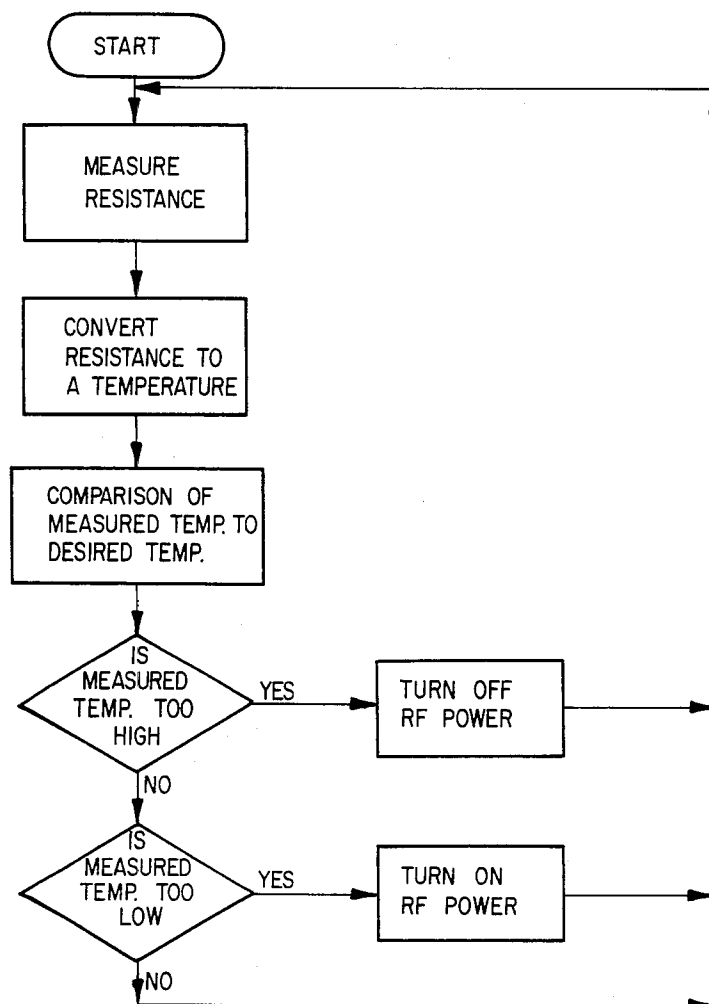 START
MEASURE
RESISTANCE
CONVERT
RESISTANCE TO
A TEMPERATURE
COMPARISON OF
MEASURED TEMP. TO
DESIRED TEMP.
IS
MEASURED
TEMP. TOO
HIGH
YES
TURN OFF
RF POWER
NO
IS
MEASURED
TEMP. TOO
LOW
YES
TURN ON
RF POWER
NO